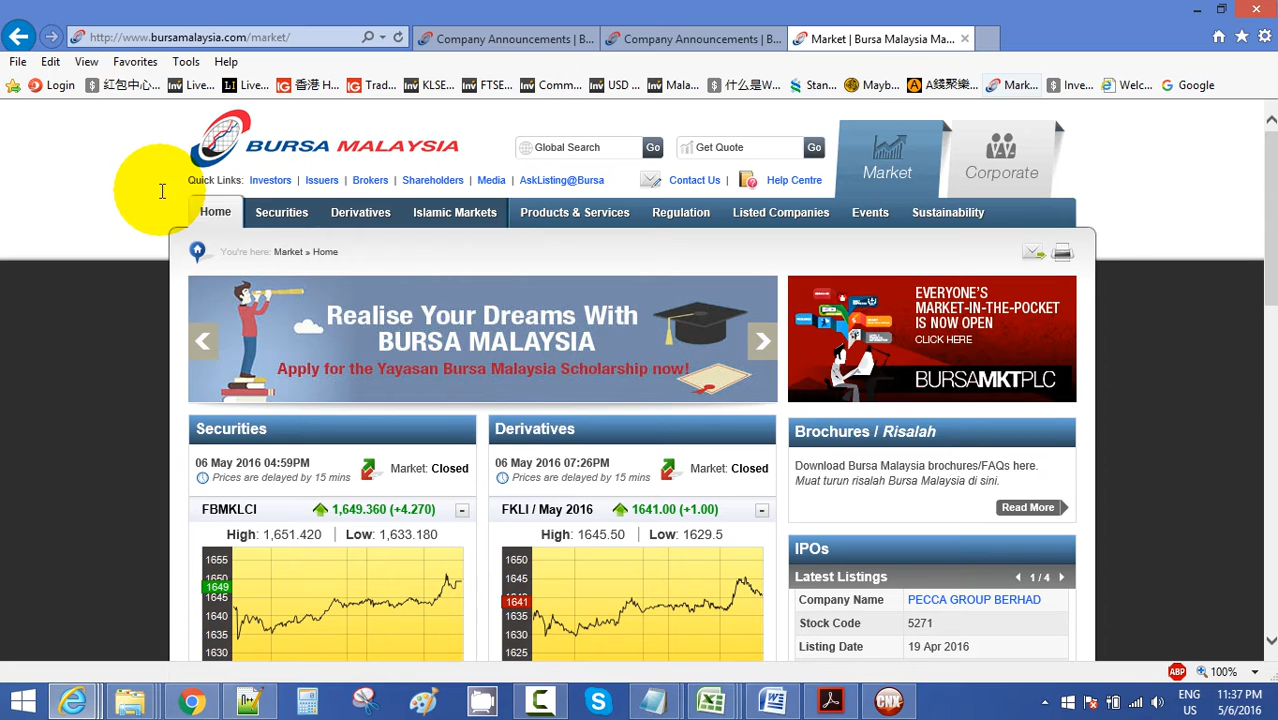 http://www.bursamalaysia.com/market/
Company Announcements | B...
Company Announcements | B...
Market | Bursa Malaysia Ma...
File Edit View Favorites Tools Help
Login
红包中心...
Live...
Live...
香港 H...
Trad...
KLSE...
FTSE...
Comm...
USD ...
Mala...
什么是W...
Stan...
Mayb...
A錢聚樂...
Mark...
Inve...
Welc...
Google
BURSA MALAYSIA
Global Search Go
Get Quote Go
Market
Corporate
Quick Links: Investors | Issuers | Brokers | Shareholders | Media | AskListing@Bursa
Contact Us
Help Centre
Home Securities Derivatives Islamic Markets Products & Services Regulation Listed Companies Events Sustainability
You're here: Market » Home
Realise Your Dreams With
BURSA MALAYSIA
Apply for the Yayasan Bursa Malaysia Scholarship now!
EVERYONE'S
MARKET-IN-THE-POCKET
IS NOW OPEN
CLICK HERE
BURSAMKTPLC
Securities
06 May 2016 04:59PM
Market: Closed
Prices are delayed by 15 mins
FBMKLCI 1,649.360 (+4.270) -
High: 1,651.420 | Low: 1,633.180
1655
1650
1649
1645
1640
1635
1630
Derivatives
06 May 2016 07:26PM
Market: Closed
Prices are delayed by 15 mins
FKLI / May 2016 1641.00 (+1.00) -
High: 1645.50 | Low: 1629.5
1650
1645
1641
1635
1630
1625
Brochures / Risalah
Download Bursa Malaysia brochures/FAQs here.
Muat turun risalah Bursa Malaysia di sini.
Read More
IPOs
Latest Listings 1 / 4
Company Name PECCA GROUP BERHAD
Stock Code 5271
Listing Date 19 Apr 2016
ABP
100%
ENG
US
11:37 PM
5/6/2016